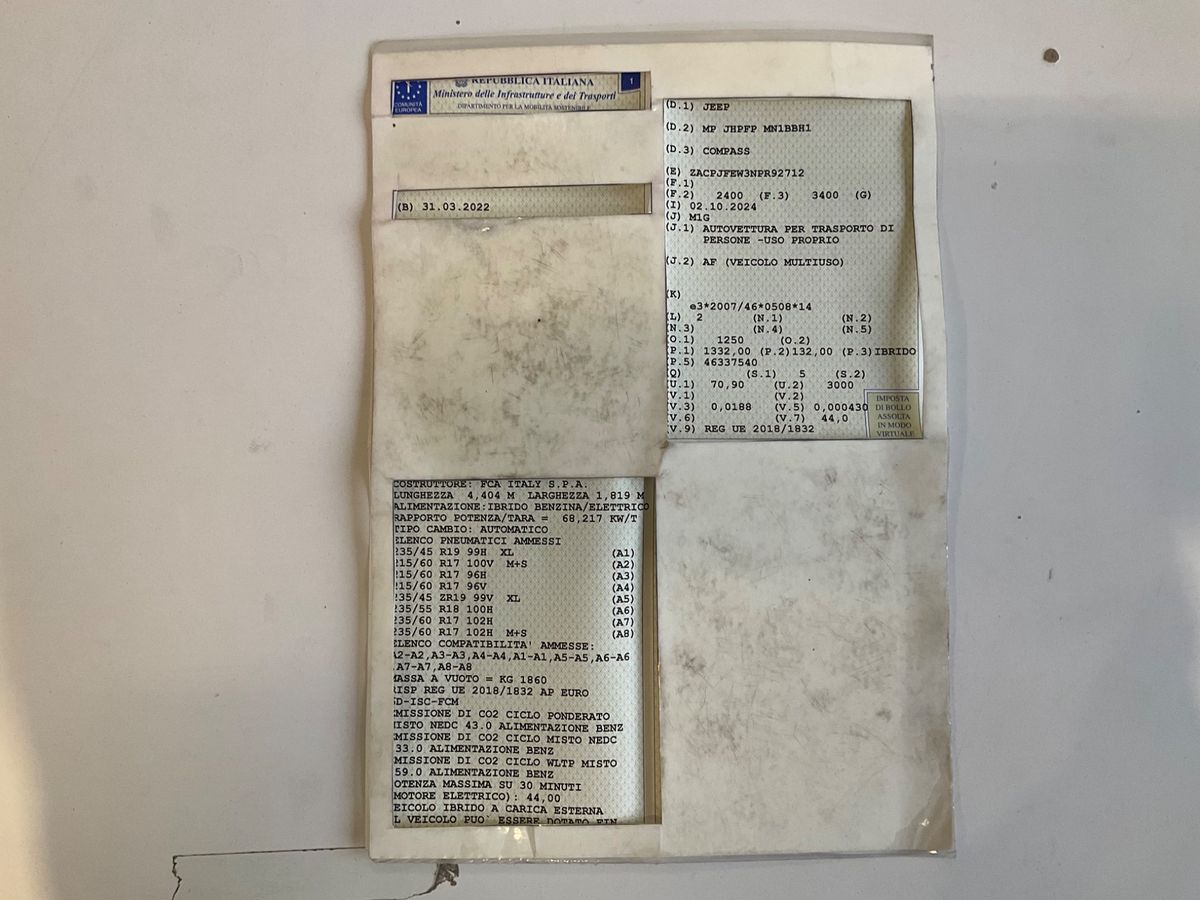 REPUBBLICA ITALIANA
1
COMUNITÀ
EUROPEA
Ministero delle Infrastrutture e dei Trasporti
DIPARTIMENTO PER LA MOBILITÀ SOSTENIBILE
(B) 31.03.2022
COSTRUTTORE: FCA ITALY S.P.A.
LUNGHEZZA 4,404 M LARGHEZZA 1,819 M
ALIMENTAZIONE:IBRIDO BENZINA/ELETTRICO
RAPPORTO POTENZA/TARA = 68,217 KW/T
TIPO CAMBIO: AUTOMATICO
ELENCO PNEUMATICI AMMESSI
235/45 R19 99H XL (A1)
215/60 R17 100V M+S (A2)
215/60 R17 96H (A3)
215/60 R17 96V (A4)
235/45 ZR19 99V XL (A5)
235/55 R18 100H (A6)
235/60 R17 102H (A7)
235/60 R17 102H M+S (A8)
ELENCO COMPATIBILITA' AMMESSE:
A2-A2,A3-A3,A4-A4,A1-A1,A5-A5,A6-A6
,A7-A7,A8-A8
MASSA A VUOTO = KG 1860
RISP REG UE 2018/1832 AP EURO
6D-ISC-FCM
EMISSIONE DI CO2 CICLO PONDERATO
MISTO NEDC 43.0 ALIMENTAZIONE BENZ
EMISSIONE DI CO2 CICLO MISTO NEDC
33.0 ALIMENTAZIONE BENZ
EMISSIONE DI CO2 CICLO WLTP MISTO
59.0 ALIMENTAZIONE BENZ
POTENZA MASSIMA SU 30 MINUTI
(MOTORE ELETTRICO): 44,00
VEICOLO IBRIDO A CARICA ESTERNA
IL VEICOLO PUO` ESSERE DOTATO FIN
(D.1) JEEP
(D.2) MP JHPFP MN1BBH1
(D.3) COMPASS
(E) ZACPJFEW3NPR92712
(F.1)
(F.2) 2400 (F.3) 3400 (G)
(I) 02.10.2024
(J) M1G
(J.1) AUTOVETTURA PER TRASPORTO DI
PERSONE -USO PROPRIO
(J.2) AF (VEICOLO MULTIUSO)
(K)
e3*2007/46*0508*14
(L) 2 (N.1) (N.2)
(N.3) (N.4) (N.5)
(O.1) 1250 (O.2)
(P.1) 1332,00 (P.2)132,00 (P.3)IBRIDO
(P.5) 46337540
(Q) (S.1) 5 (S.2)
(U.1) 70,90 (U.2) 3000
(V.1) (V.2)
(V.3) 0,0188 (V.5) 0,000430
(V.6) (V.7) 44,0
(V.9) REG UE 2018/1832
IMPOSTA
DI BOLLO
ASSOLTA
IN MODO
VIRTUALE